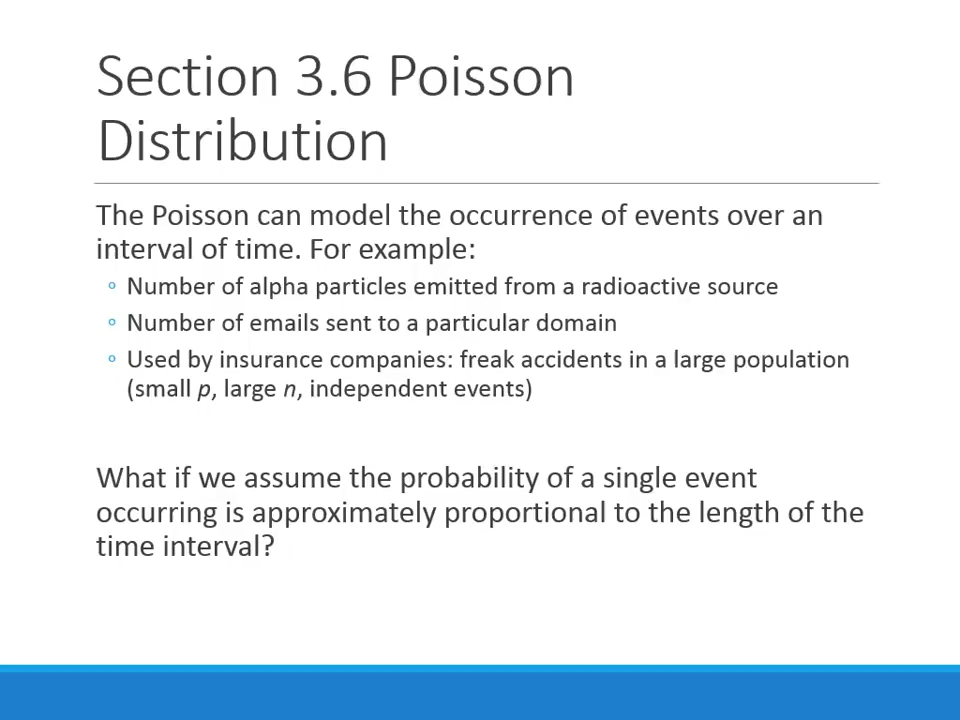 Section 3.6 Poisson
Distribution
The Poisson can model the occurrence of events over an
interval of time. For example:
◦ Number of alpha particles emitted from a radioactive source
◦ Number of emails sent to a particular domain
◦ Used by insurance companies: freak accidents in a large population
(small p, large n, independent events)
What if we assume the probability of a single event
occurring is approximately proportional to the length of the
time interval?